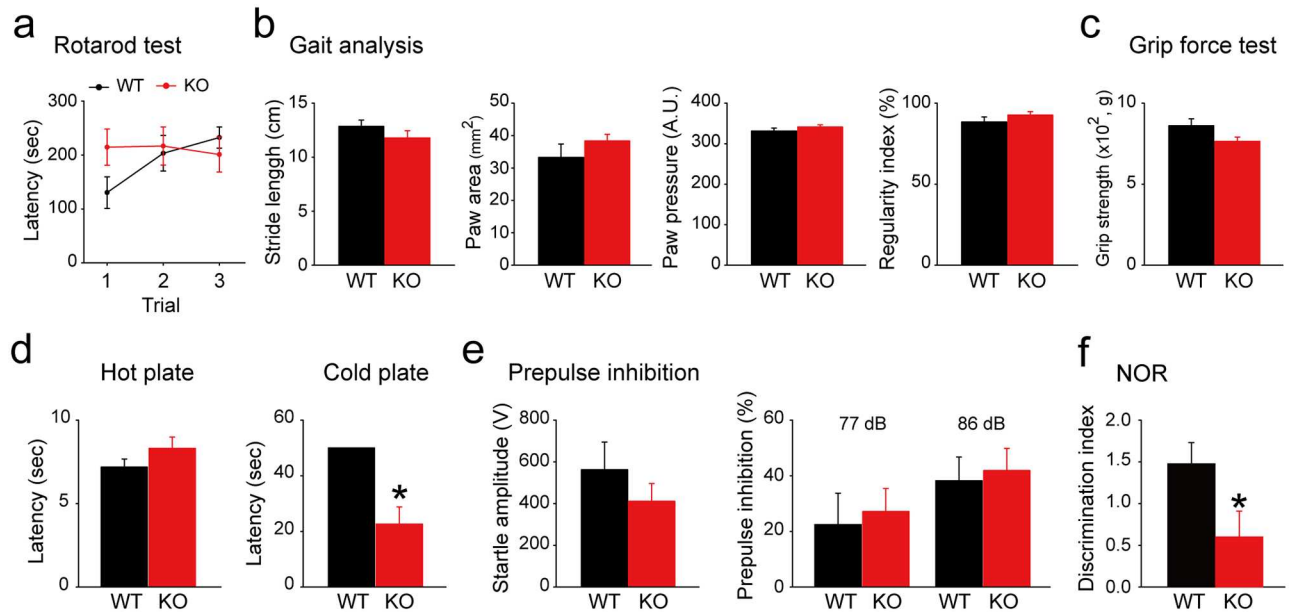 a Rotarod test
WT KO
Latency (sec)
300
200
100
0
1 2 3
Trial
b Gait analysis
Stride lenggh (cm)
15
10
5
0
WT KO
Paw area (mm²)
50
40
30
20
10
0
WT KO
Paw pressure (A.U.)
400
300
200
100
0
WT KO
Regularity index (%)
100
50
0
WT KO
c Grip force test
Grip strength (x10², g)
10
5
0
WT KO
d Hot plate
Latency (sec)
10
5
0
WT KO
Cold plate
Latency (sec)
60
40
20
0
*
WT KO
e Prepulse inhibition
Startle amplitude (V)
800
600
400
200
0
WT KO
Prepulse inhibition (%)
60
40
20
0
77 dB 86 dB
WT KO WT KO
f NOR
Discrimination index
2.0
1.5
1.0
0.5
0.0
*
WT KO